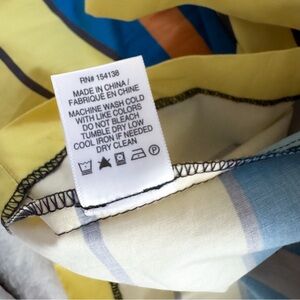 RN# 154138
MADE IN CHINA /
FABRIQUE EN CHINE
MACHINE WASH COLD
WITH LIKE COLORS
DO NOT BLEACH
TUMBLE DRY LOW
COOL IRON IF NEEDED
DRY CLEAN
P